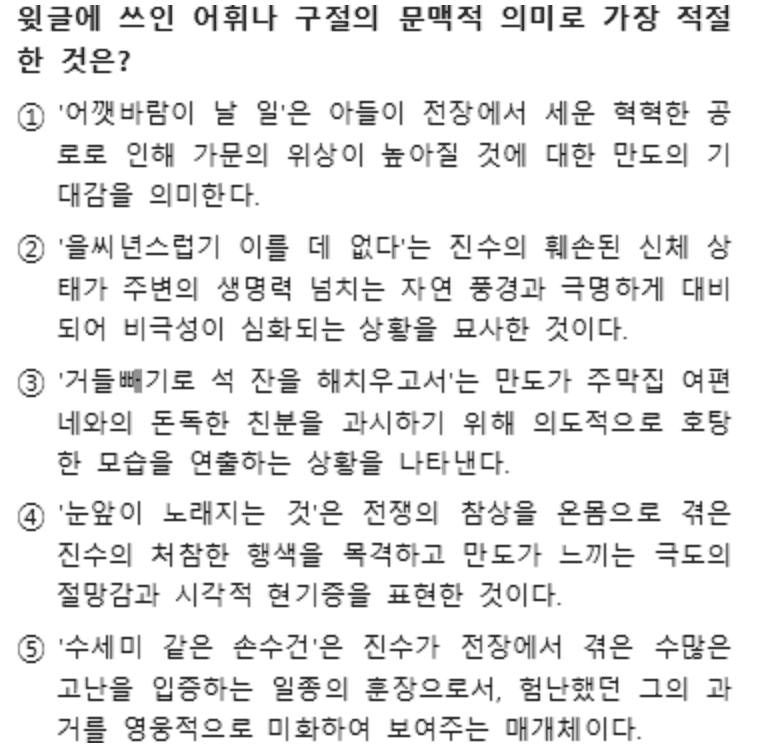 윗글에 쓰인 어휘나 구절의 문맥적 의미로 가장 적절
한 것은?
① '어깻바람이 날 일'은 아들이 전장에서 세운 혁혁한 공
로로 인해 가문의 위상이 높아질 것에 대한 만도의 기
대감을 의미한다.
② '을씨년스럽기 이를 데 없다'는 진수의 훼손된 신체 상
태가 주변의 생명력 넘치는 자연 풍경과 극명하게 대비
되어 비극성이 심화되는 상황을 묘사한 것이다.
③ '거들빼기로 석 잔을 해치우고서'는 만도가 주막집 여편
네와의 돈독한 친분을 과시하기 위해 의도적으로 호탕
한 모습을 연출하는 상황을 나타낸다.
④ '눈앞이 노래지는 것'은 전쟁의 참상을 온몸으로 겪은
진수의 처참한 행색을 목격하고 만도가 느끼는 극도의
절망감과 시각적 현기증을 표현한 것이다.
⑤ '수세미 같은 손수건'은 진수가 전장에서 겪은 수많은
고난을 입증하는 일종의 훈장으로서, 험난했던 그의 과
거를 영웅적으로 미화하여 보여주는 매개체이다.